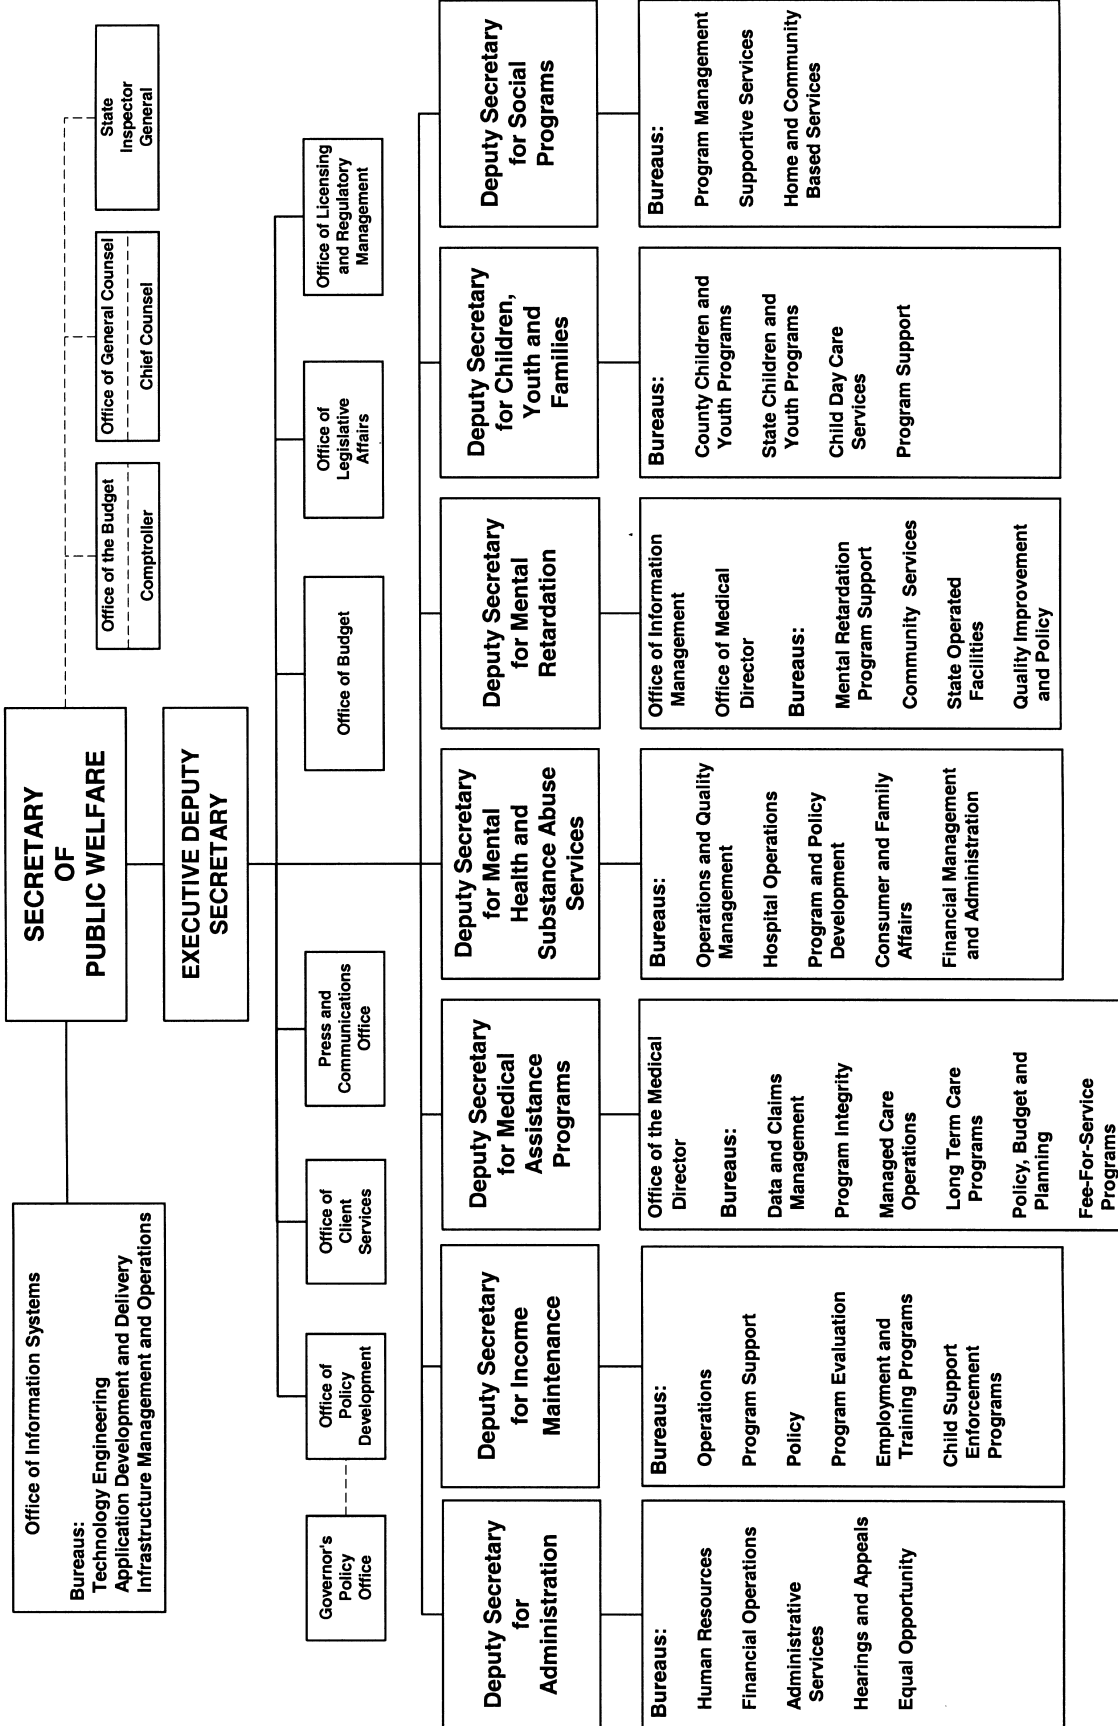 SECRETARY
OF
PUBLIC WELFARE
EXECUTIVE DEPUTY
SECRETARY
Office of Information Systems
Bureaus:
Technology Engineering
Application Development and Delivery
Infrastructure Management and Operations
Office of the Budget
Comptroller
Office of General Counsel
Chief Counsel
State
Inspector
General
Governor's
Policy
Office
Office of
Policy
Development
Office of
Client
Services
Press and
Communications
Office
Office of Budget
Office of
Legislative
Affairs
Office of Licensing
and Regulatory
Management
Deputy Secretary
for
Administration
Bureaus:
Human Resources
Financial Operations
Administrative
Services
Hearings and Appeals
Equal Opportunity
Deputy Secretary
for Income
Maintenance
Bureaus:
Operations
Program Support
Policy
Program Evaluation
Employment and
Training Programs
Child Support
Enforcement
Programs
Deputy Secretary
for Medical
Assistance
Programs
Office of the Medical
Director
Bureaus:
Data and Claims
Management
Program Integrity
Managed Care
Operations
Long Term Care
Programs
Policy, Budget and
Planning
Fee-For-Service
Programs
Deputy Secretary
for Mental
Health and
Substance Abuse
Services
Bureaus:
Operations and Quality
Management
Hospital Operations
Program and Policy
Development
Consumer and Family
Affairs
Financial Management
and Administration
Deputy Secretary
for Mental
Retardation
Office of Information
Management
Office of Medical
Director
Bureaus:
Mental Retardation
Program Support
Community Services
State Operated
Facilities
Quality Improvement
and Policy
Deputy Secretary
for Children,
Youth and
Families
Bureaus:
County Children and
Youth Programs
State Children and
Youth Programs
Child Day Care
Services
Program Support
Deputy Secretary
for Social
Programs
Bureaus:
Program Management
Supportive Services
Home and Community
Based Services